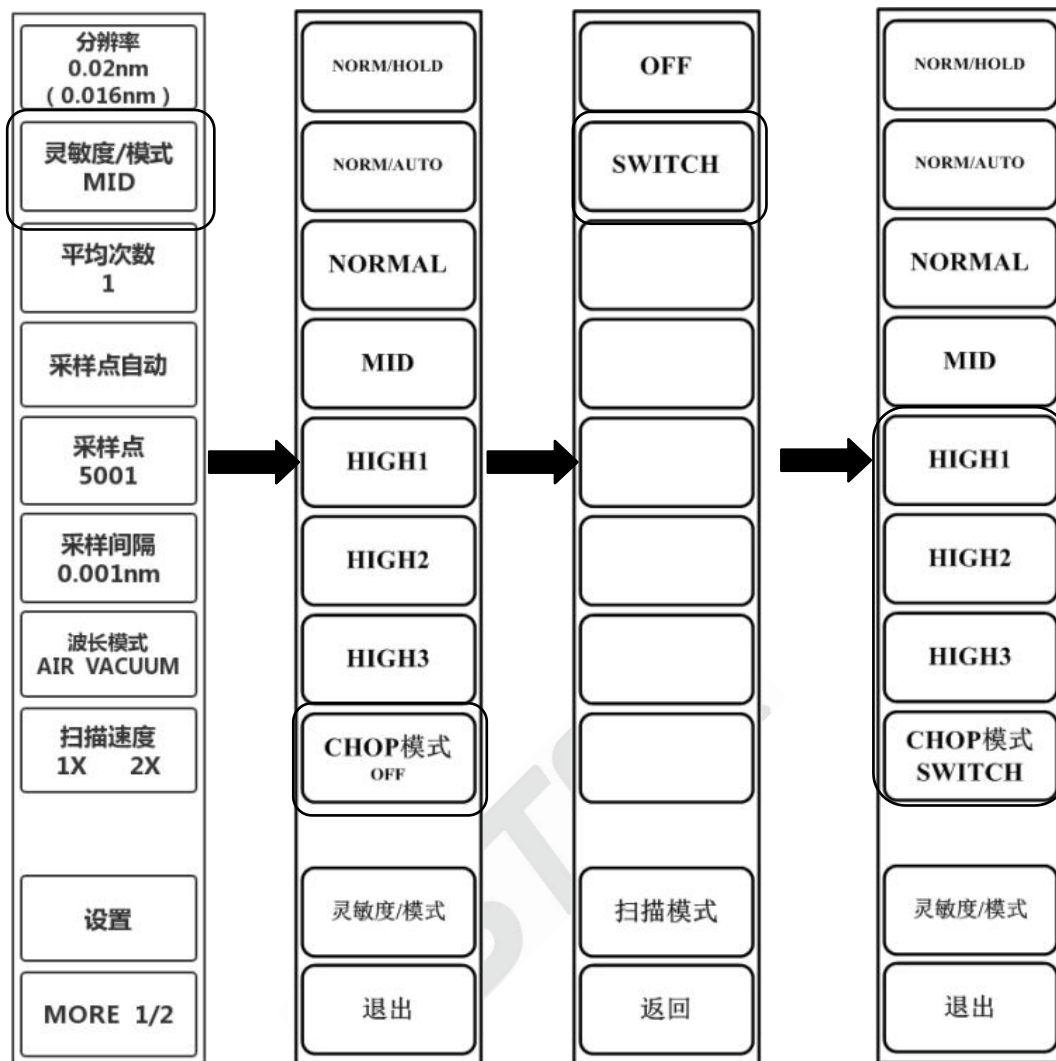 分辨率
0.02nm
(0.016nm)
灵敏度/模式
MID
平均次数
1
采样点自动
采样点
5001
采样间隔
0.001nm
波长模式
AIR VACUUM
扫描速度
1X 2X
设置
MORE 1/2
NORM/HOLD
NORM/AUTO
NORMAL
MID
HIGH1
HIGH2
HIGH3
CHOP模式
OFF
灵敏度/模式
退出
OFF
SWITCH
扫描模式
返回
NORM/HOLD
NORM/AUTO
NORMAL
MID
HIGH1
HIGH2
HIGH3
CHOP模式
SWITCH
灵敏度/模式
退出